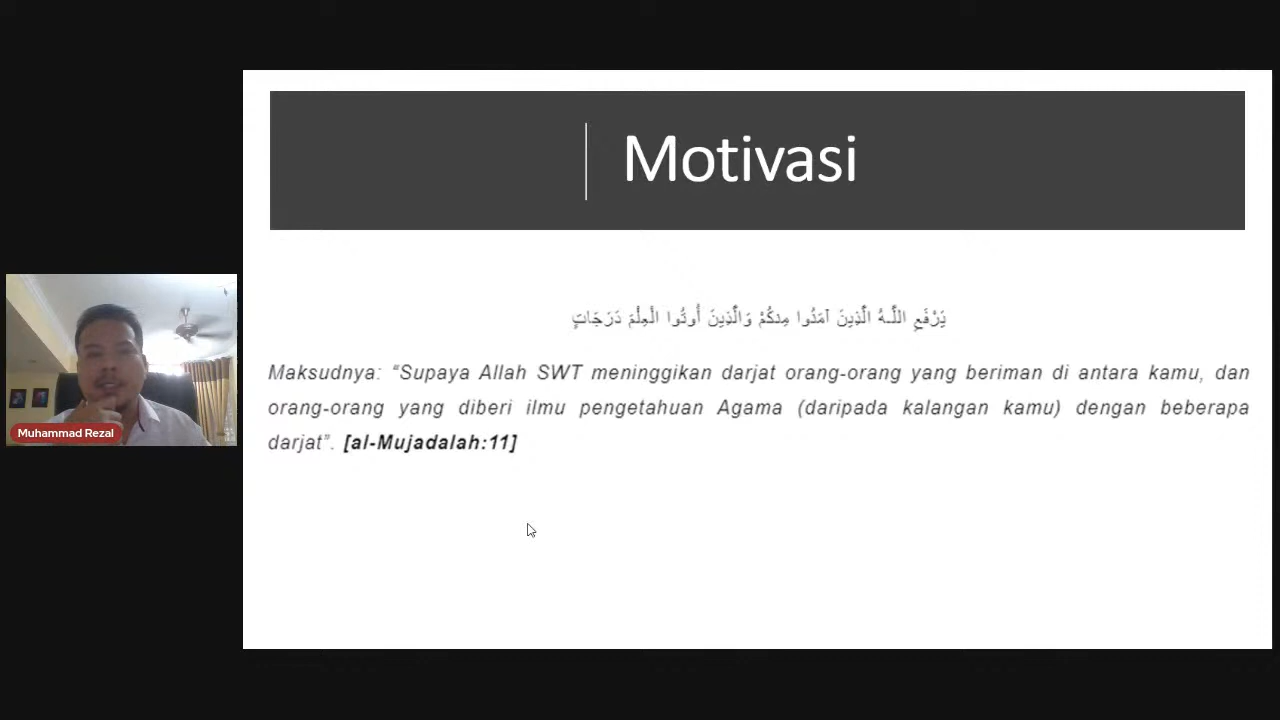 Motivasi
يَرْفَعِ اللَّـهُ الَّذِينَ آمَنُوا مِنكُمْ وَالَّذِينَ أُوتُوا الْعِلْمَ دَرَجَاتٍ
Maksudnya: “Supaya Allah SWT meninggikan darjat orang-orang yang beriman di antara kamu, dan
orang-orang yang diberi ilmu pengetahuan Agama (daripada kalangan kamu) dengan beberapa
darjat”. [al-Mujadalah:11]
Muhammad Rezal